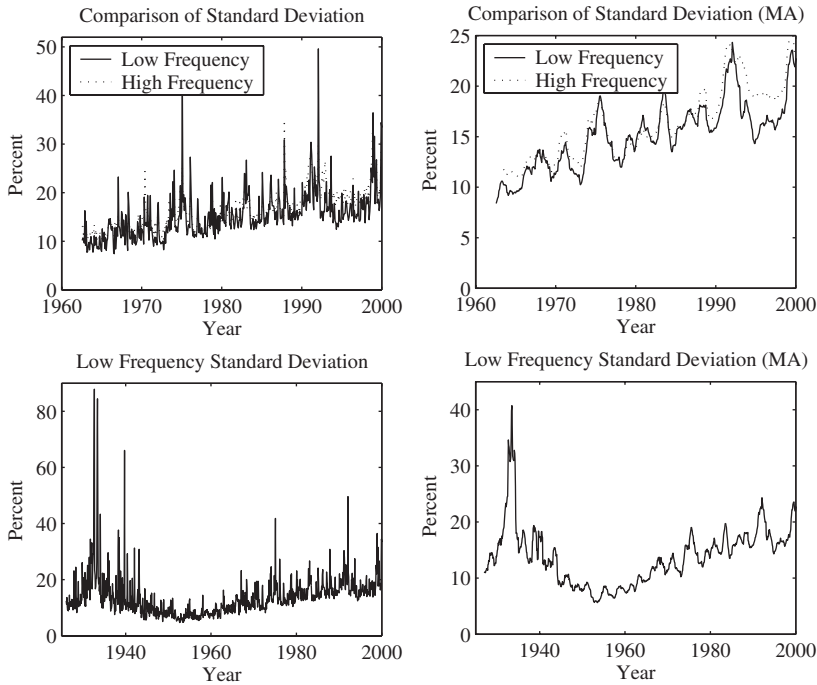 Comparison of Standard Deviation
50
40
30
20
10
0
Percent
Low Frequency
High Frequency
1960
1970
1980
1990
2000
Year
Comparison of Standard Deviation (MA)
25
20
15
10
5
0
Percent
Low Frequency
High Frequency
1960
1970
1980
1990
2000
Year
Low Frequency Standard Deviation
80
60
40
20
0
Percent
1940
1960
1980
2000
Year
Low Frequency Standard Deviation (MA)
40
30
20
10
0
Percent
1940
1960
1980
2000
Year